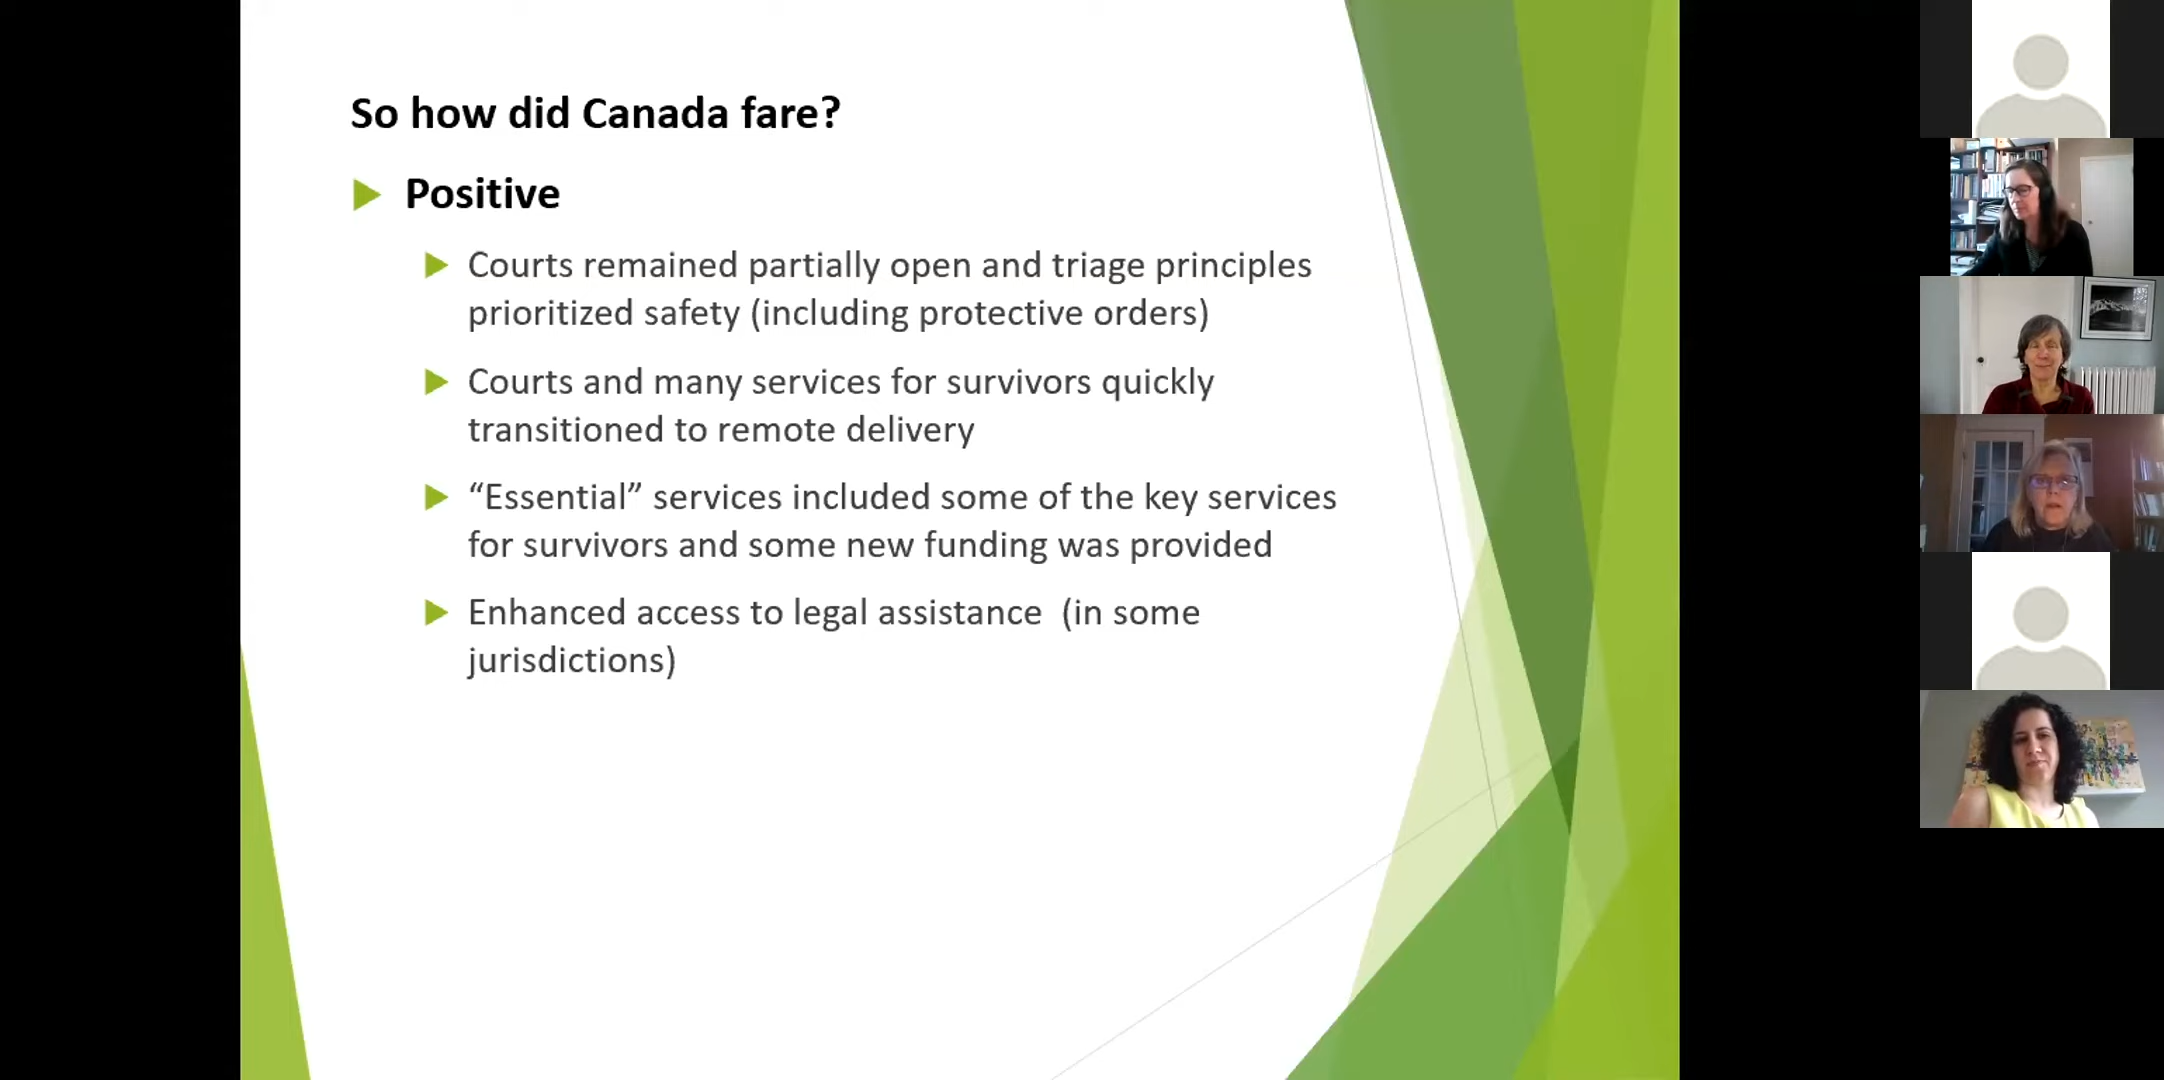 So how did Canada fare?
Positive
Courts remained partially open and triage principles
prioritized safety (including protective orders)
Courts and many services for survivors quickly
transitioned to remote delivery
“Essential” services included some of the key services
for survivors and some new funding was provided
Enhanced access to legal assistance  (in some
jurisdictions)